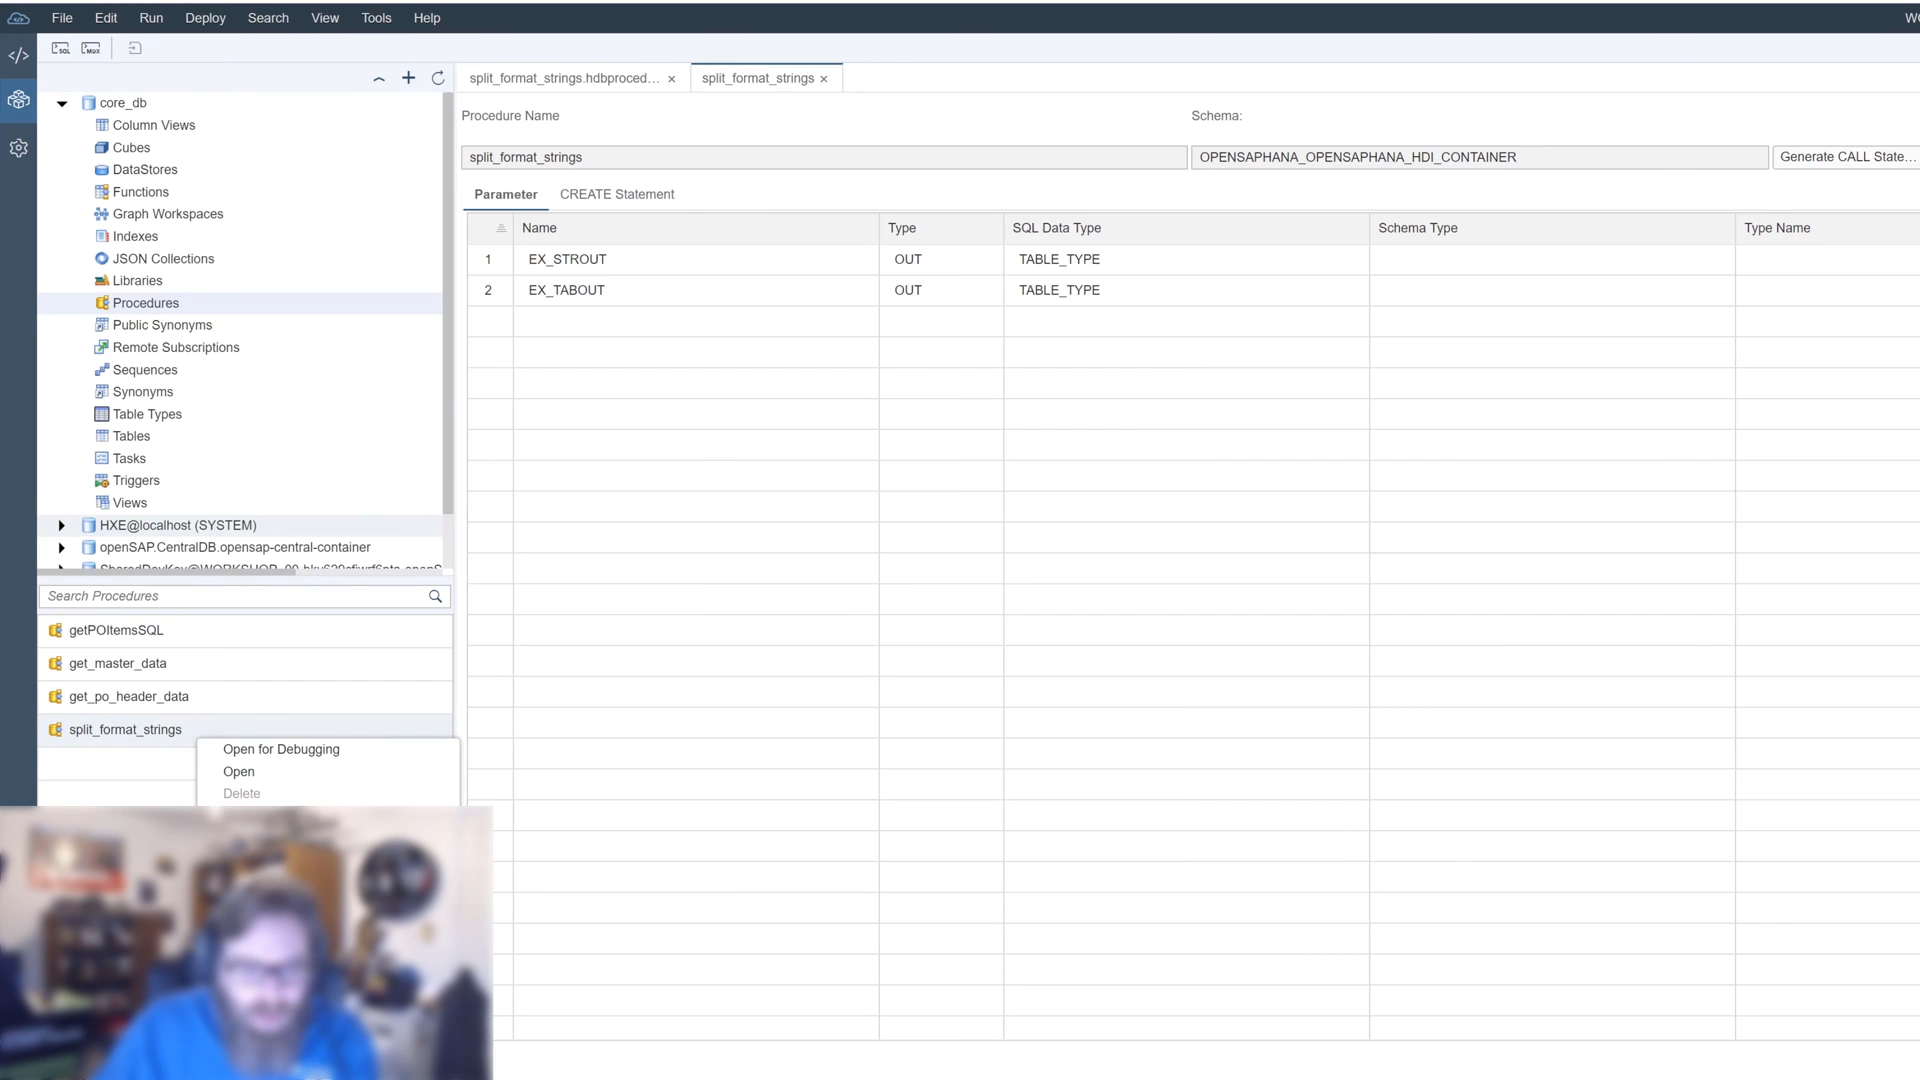 File Edit Run Deploy Search View Tools Help
SQL MDX
core_db
Column Views
Cubes
DataStores
Functions
Graph Workspaces
Indexes
JSON Collections
Libraries
Procedures
Public Synonyms
Remote Subscriptions
Sequences
Synonyms
Table Types
Tables
Tasks
Triggers
Views
HXE@localhost (SYSTEM)
openSAP.CentralDB.opensap-central-container
Search Procedures
getPOItemsSQL
get_master_data
get_po_header_data
split_format_strings
Open for Debugging
Open
Delete
split_format_strings.hdbproced... × split_format_strings ×
Procedure Name Schema:
split_format_strings OPENSAPHANA_OPENSAPHANA_HDI_CONTAINER Generate CALL State...
Parameter CREATE Statement
Name Type SQL Data Type Schema Type Type Name
1 EX_STROUT OUT TABLE_TYPE
2 EX_TABOUT OUT TABLE_TYPE